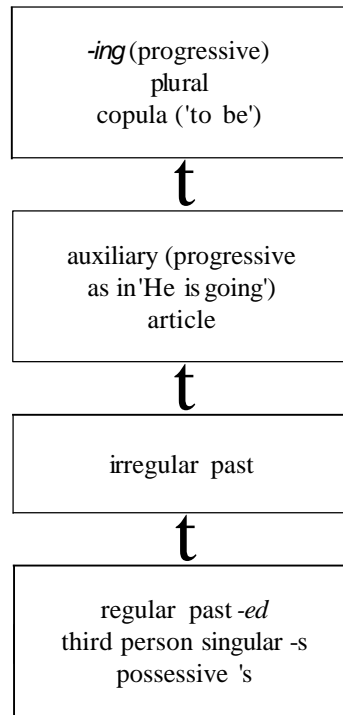 -ing (progressive)
plural
copula ('to be')
t
auxiliary (progressive
as in 'He is going')
article
t
irregular past
t
regular past -ed
third person singular -s
possessive 's